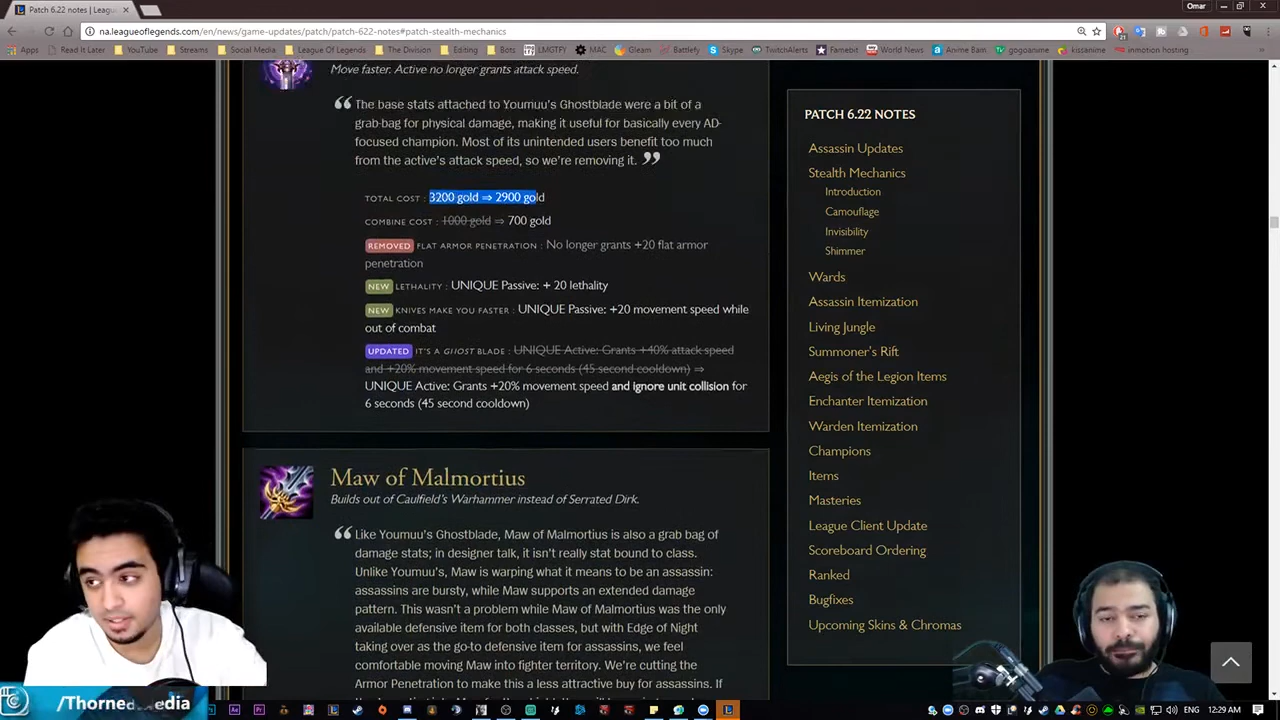 Patch 6.22 notes | Leagu
Omar
na.leagueoflegends.com/en/news/game-updates/patch/patch-622-notes#patch-stealth-mechanics
Apps Read it Later YouTube Streams Social Media League Of Legends The Division Editing Bots LMGTFY MAC Gleam Battlefy Skype TwitchAlerts Famebit World News Anime Bam gogoanime kissanime inmotion hosting
Move faster. Active no longer grants attack speed.
The base stats attached to Youmuu's Ghostblade were a bit of a
grab-bag for physical damage, making it useful for basically every AD-
focused champion. Most of its unintended users benefit too much
from the active's attack speed, so we're removing it.
TOTAL COST : 3200 gold ⇒ 2900 gold
COMBINE COST : 1000 gold ⇒ 700 gold
REMOVED FLAT ARMOR PENETRATION : No longer grants +20 flat armor
penetration
NEW LETHALITY : UNIQUE Passive: + 20 lethality
NEW KNIVES MAKE YOU FASTER : UNIQUE Passive: +20 movement speed while
out of combat
UPDATED IT'S A GHOST BLADE : UNIQUE Active: Grants +40% attack speed
and +20% movement speed for 6 seconds (45 second cooldown) ⇒
UNIQUE Active: Grants +20% movement speed and ignore unit collision for
6 seconds (45 second cooldown)
Maw of Malmortius
Builds out of Caulfield's Warhammer instead of Serrated Dirk.
Like Youmuu's Ghostblade, Maw of Malmortius is also a grab bag of
damage stats; in designer talk, it isn't really stat bound to class.
Unlike Youmuu's, Maw is warping what it means to be an assassin:
assassins are bursty, while Maw supports an extended damage
pattern. This wasn't a problem while Maw of Malmortius was the only
available defensive item for both classes, but with Edge of Night
taking over as the go-to defensive item for assassins, we feel
comfortable moving Maw into fighter territory. We're cutting the
Armor Penetration to make this a less attractive buy for assassins. If
PATCH 6.22 NOTES
Assassin Updates
Stealth Mechanics
Introduction
Camouflage
Invisibility
Shimmer
Wards
Assassin Itemization
Living Jungle
Summoner's Rift
Aegis of the Legion Items
Enchanter Itemization
Warden Itemization
Champions
Items
Masteries
League Client Update
Scoreboard Ordering
Ranked
Bugfixes
Upcoming Skins & Chromas
12:29 AM